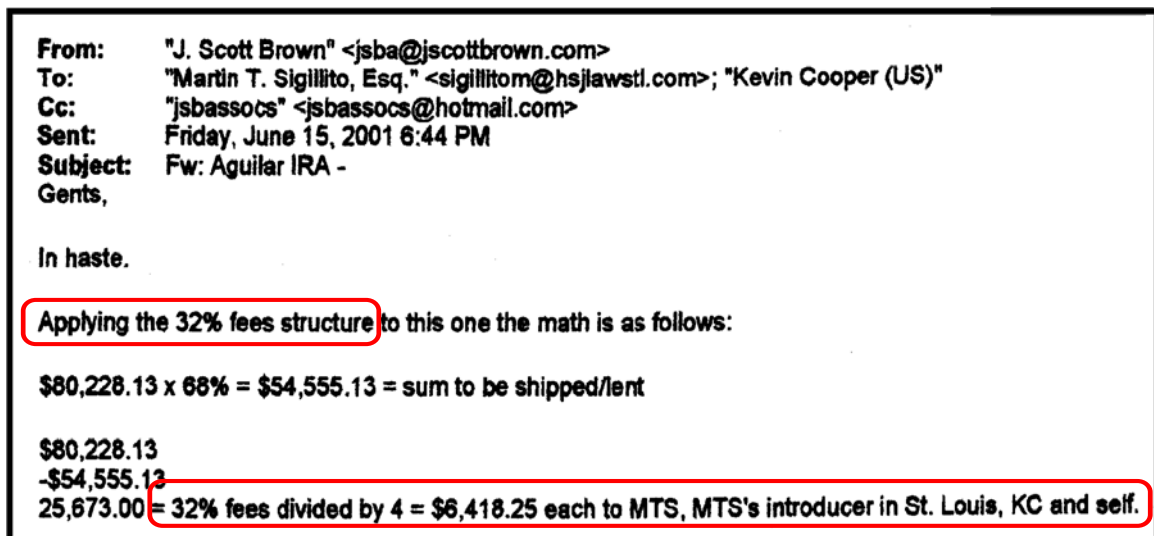 From: "J. Scott Brown" <jsba@jscottbrown.com>
To: "Martin T. Sigillito, Esq." <sigillitom@hsjlawstl.com>; "Kevin Cooper (US)"
Cc: "jsbassocs" <jsbassocs@hotmail.com>
Sent: Friday, June 15, 2001 6:44 PM
Subject: Fw: Aguilar IRA -
Gents,
In haste.
Applying the 32% fees structure to this one the math is as follows:
$80,228.13 x 68% = $54,555.13 = sum to be shipped/lent
$80,228.13
-$54,555.13
25,673.00 = 32% fees divided by 4 = $6,418.25 each to MTS, MTS's introducer in St. Louis, KC and self.